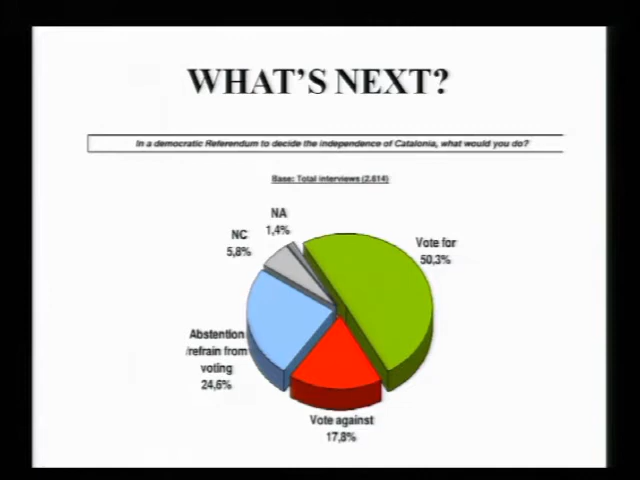 WHAT'S NEXT?
In a democratic Referendum to decide the independence of Catalonia, what would you do?
Base: Total interviews (2.614)
NA
1,4%
NC
5,8%
Vote for
50,3%
Abstention
/refrain from
voting
24,6%
Vote against
17,8%